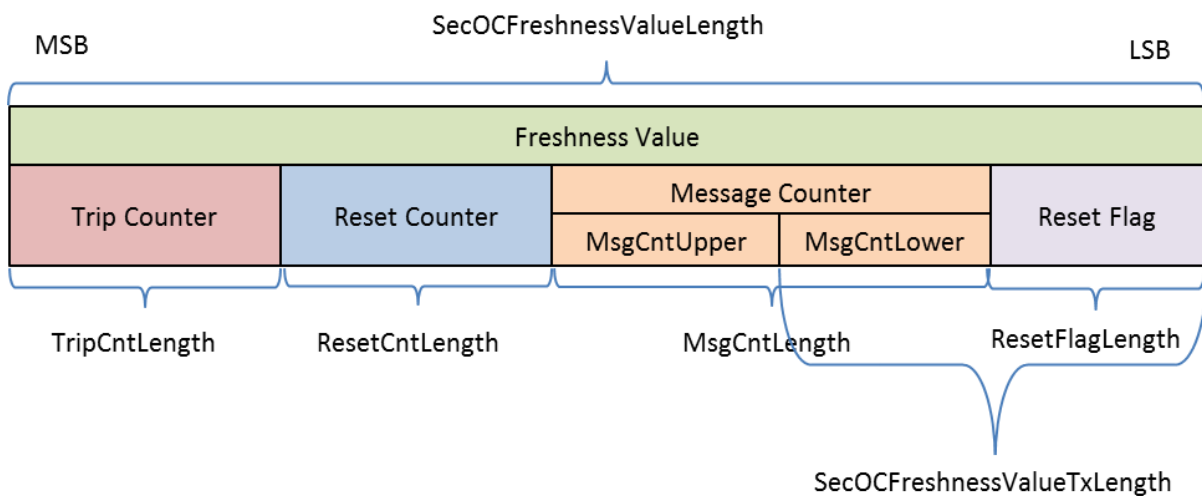 SecOCFreshnessValueLength
MSB
LSB
Freshness Value
Trip Counter
Reset Counter
Message Counter
MsgCntUpper
MsgCntLower
Reset Flag
TripCntLength
ResetCntLength
MsgCntLength
ResetFlagLength
SecOCFreshnessValueTxLength